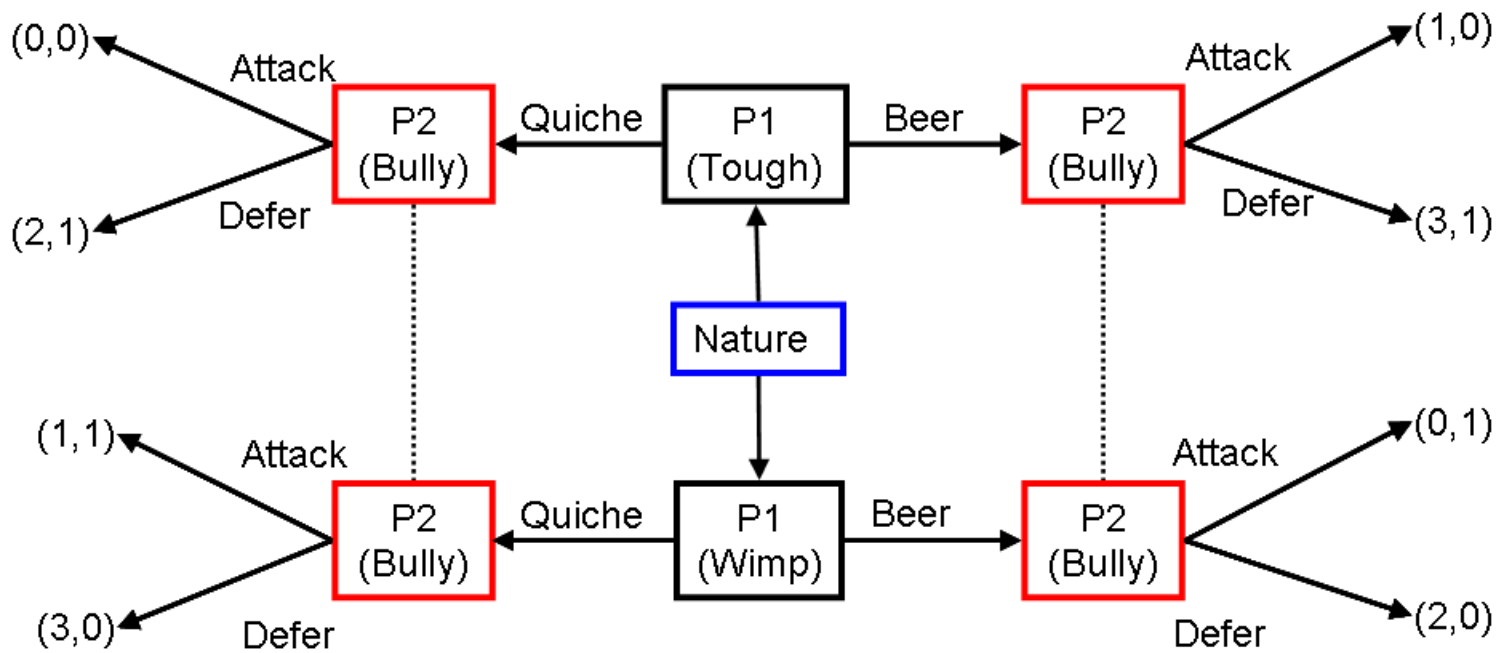 (0,0)
Attack
Defer
(2,1)
P2
(Bully)
Quiche
P1
(Tough)
Beer
P2
(Bully)
Attack
(1,0)
Defer
(3,1)
Nature
(1,1)
Attack
Defer
(3,0)
P2
(Bully)
Quiche
P1
(Wimp)
Beer
P2
(Bully)
Attack
(0,1)
Defer
(2,0)